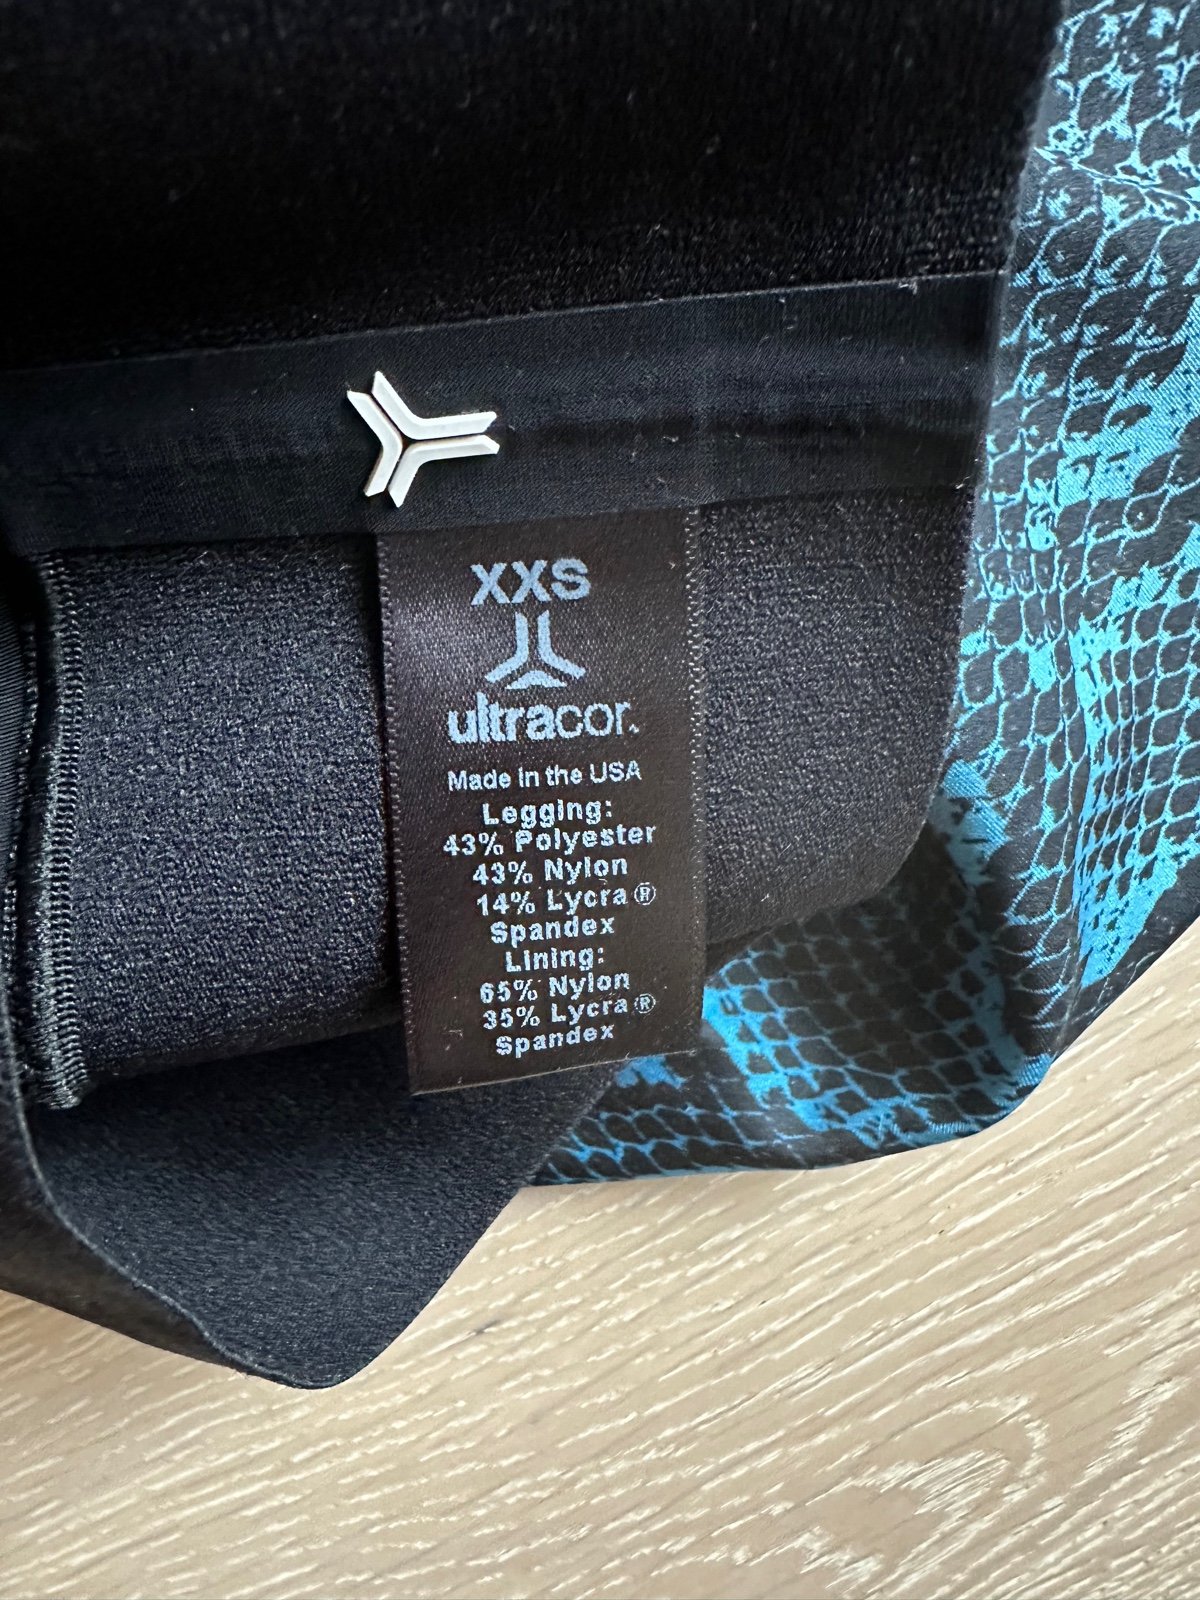 XXS
ultracor.
Made in the USA
Legging:
43% Polyester
43% Nylon
14% Lycra®
Spandex
Lining:
65% Nylon
35% Lycra®
Spandex